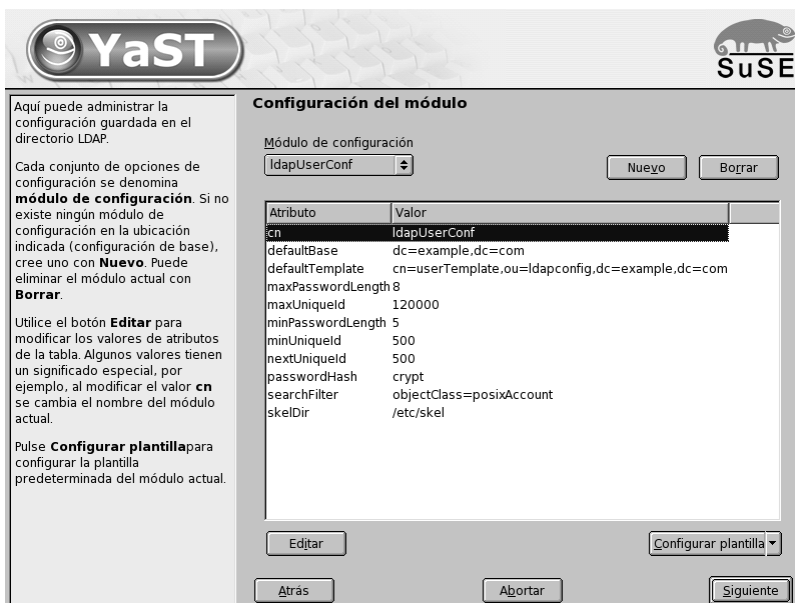 YaST
SuSE
Aquí puede administrar la
configuración guardada en el
directorio LDAP.
Cada conjunto de opciones de
configuración se denomina
módulo de configuración. Si no
existe ningún módulo de
configuración en la ubicación
indicada (configuración de base),
cree uno con Nuevo. Puede
eliminar el módulo actual con
Borrar.
Utilice el botón Editar para
modificar los valores de atributos
de la tabla. Algunos valores tienen
un significado especial, por
ejemplo, al modificar el valor cn
se cambia el nombre del módulo
actual.
Pulse Configurar plantillapara
configurar la plantilla
predeterminada del módulo actual.
Configuración del módulo
Módulo de configuración
ldapUserConf
Nuevo Borrar
Atributo Valor
cn ldapUserConf
defaultBase dc=example,dc=com
defaultTemplate cn=userTemplate,ou=ldapconfig,dc=example,dc=com
maxPasswordLength 8
maxUniqueId 120000
minPasswordLength 5
minUniqueId 500
nextUniqueId 500
passwordHash crypt
searchFilter objectClass=posixAccount
skelDir /etc/skel
Editar Configurar plantilla
Atrás Abortar Siguiente